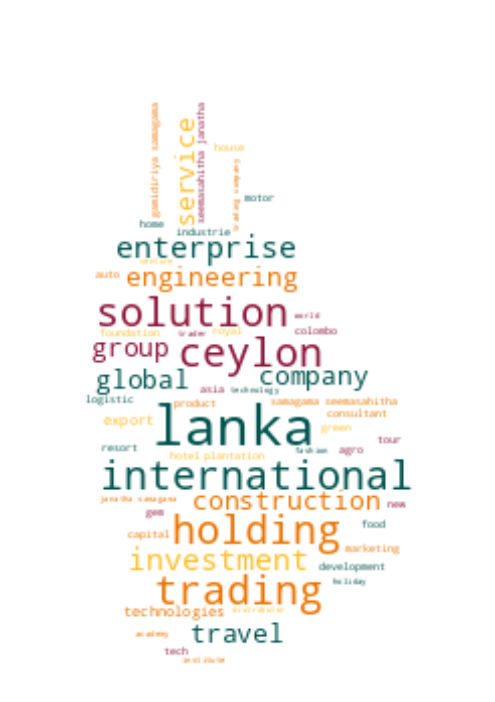 gamidiriya samagama
service
seemasahitha janatha
house
motor
home
industrie
enterprise
venture
auto engineering
solution world
foundation trader royal colombo
group ceylon
global company
asia technology
logistic product samagama seemasahitha
consultant
export lanka green
tour
resort fashion agro
hotel plantation
international
janatha samagama construction new
gem
holding food
capital marketing
investment development
holiday
trading
technologies distributor
academy travel
tech
institute